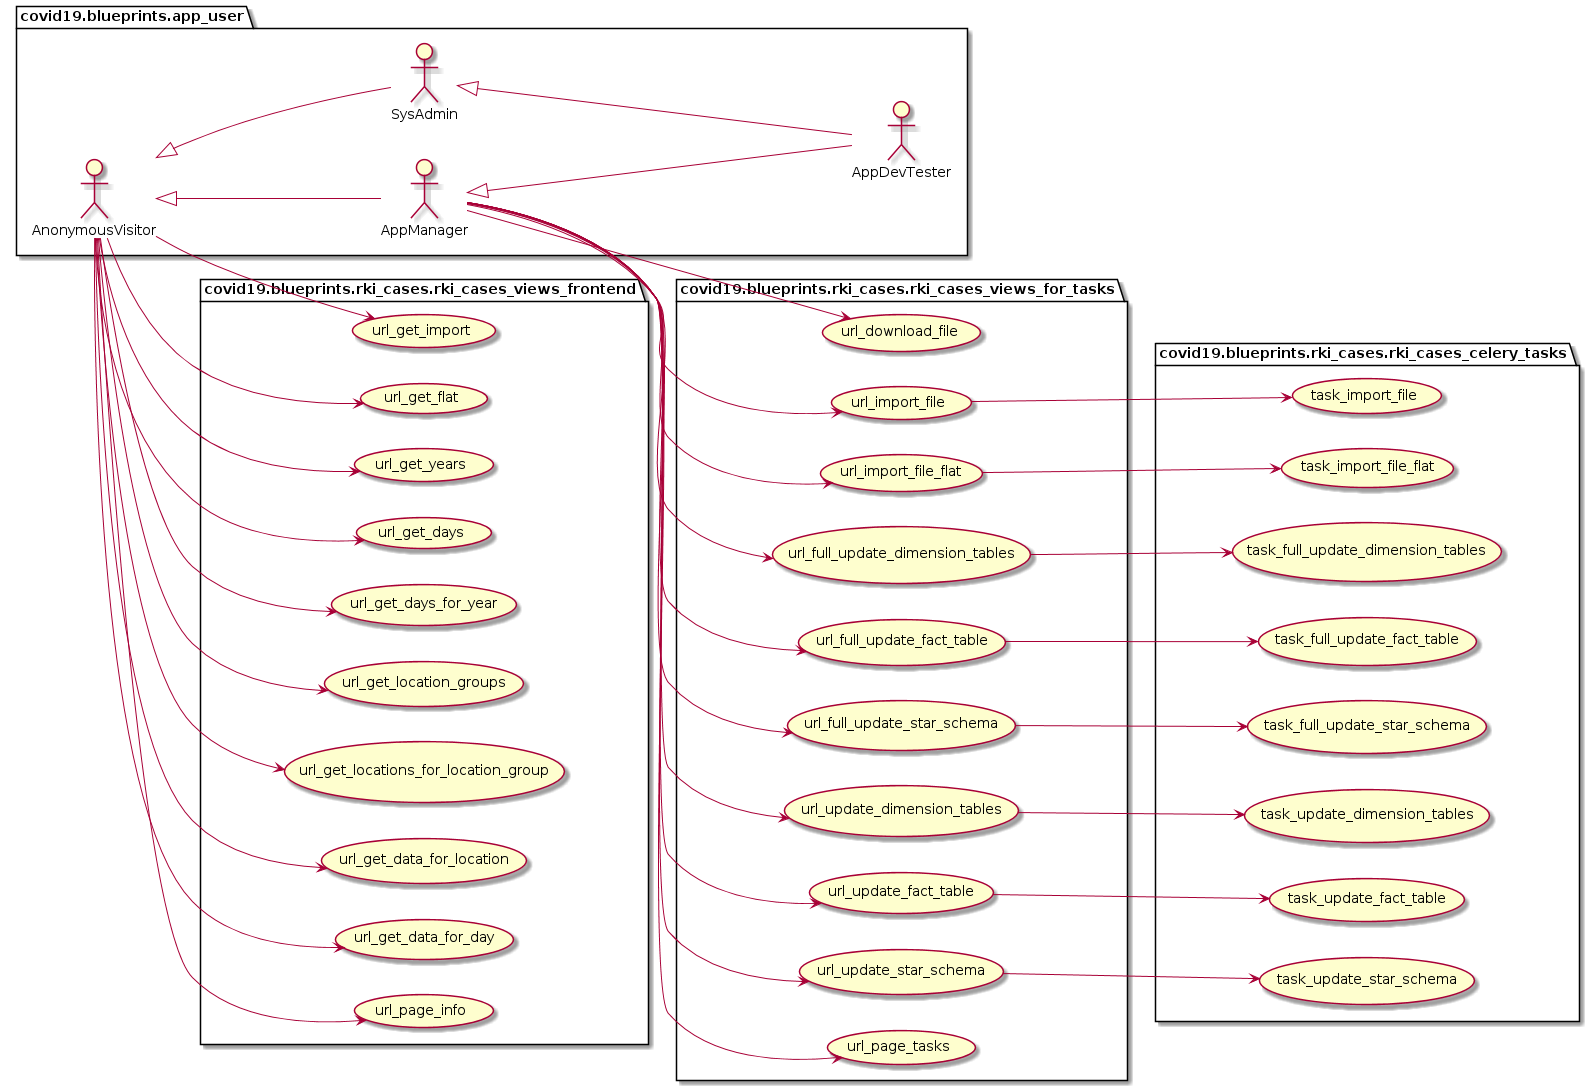 covid19.blueprints.app_user
SysAdmin
AppDevTester
AnonymousVisitor
AppManager
covid19.blueprints.rki_cases.rki_cases_views_frontend
url_get_import
url_get_flat
url_get_years
url_get_days
url_get_days_for_year
url_get_location_groups
url_get_locations_for_location_group
url_get_data_for_location
url_get_data_for_day
url_page_info
covid19.blueprints.rki_cases.rki_cases_views_for_tasks
url_download_file
url_import_file
url_import_file_flat
url_full_update_dimension_tables
url_full_update_fact_table
url_full_update_star_schema
url_update_dimension_tables
url_update_fact_table
url_update_star_schema
url_page_tasks
covid19.blueprints.rki_cases.rki_cases_celery_tasks
task_import_file
task_import_file_flat
task_full_update_dimension_tables
task_full_update_fact_table
task_full_update_star_schema
task_update_dimension_tables
task_update_fact_table
task_update_star_schema